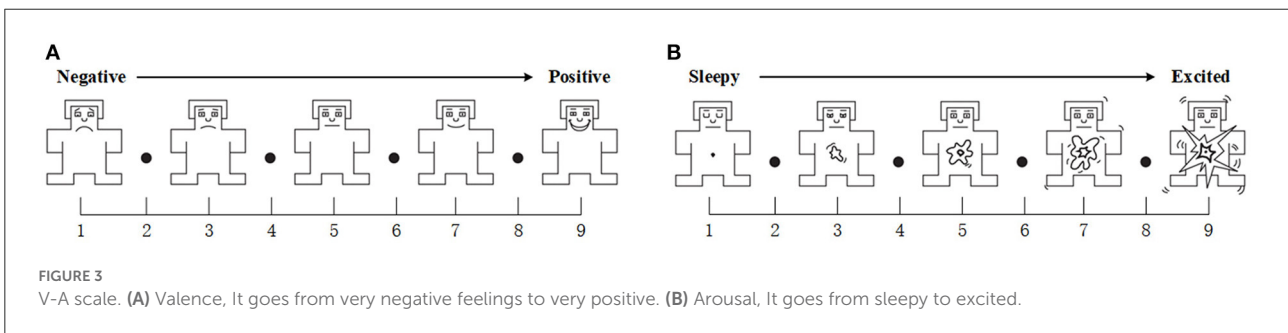 A
Negative Positive
1 2 3 4 5 6 7 8 9
B
Sleepy Excited
1 2 3 4 5 6 7 8 9
FIGURE 3
V-A scale. (A) Valence, It goes from very negative feelings to very positive. (B) Arousal, It goes from sleepy to excited.